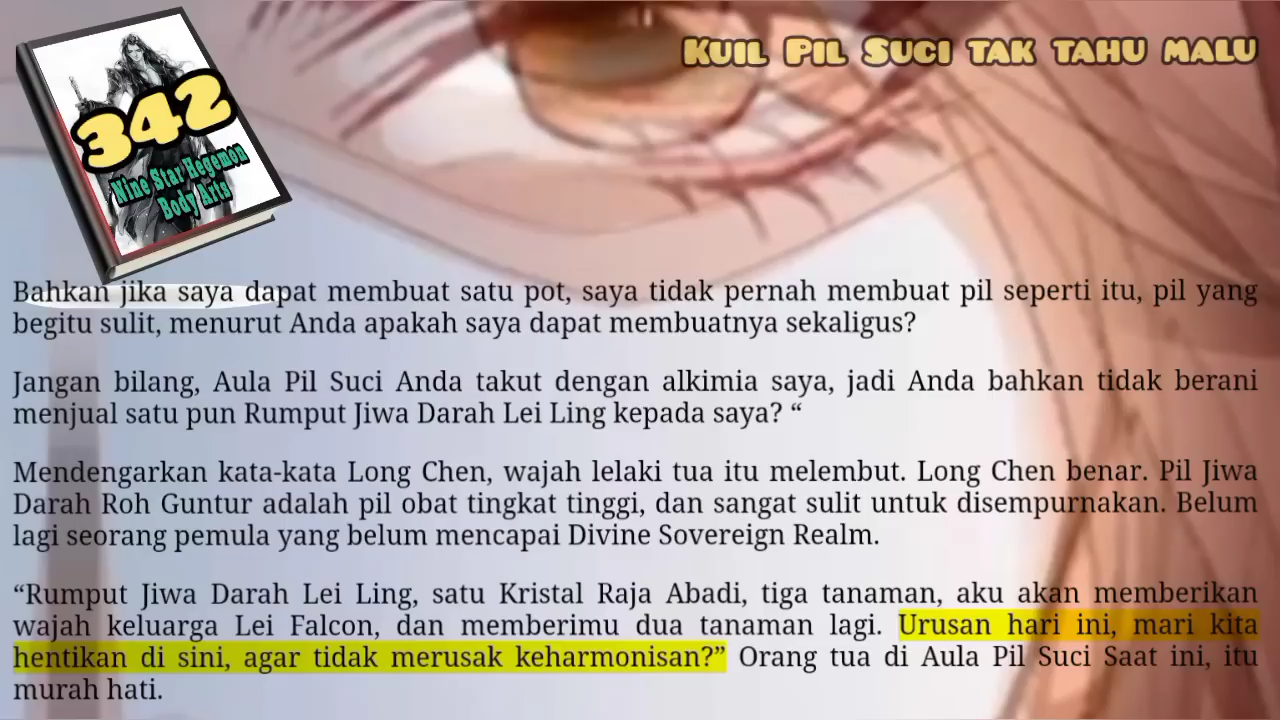 Kuil Pil Suci tak tahu malu
342
Nine Star Hegemon
Body Arts
Bahkan jika saya dapat membuat satu pot, saya tidak pernah membuat pil seperti itu, pil yang
begitu sulit, menurut Anda apakah saya dapat membuatnya sekaligus?
Jangan bilang, Aula Pil Suci Anda takut dengan alkimia saya, jadi Anda bahkan tidak berani
menjual satu pun Rumput Jiwa Darah Lei Ling kepada saya? “
Mendengarkan kata-kata Long Chen, wajah lelaki tua itu melembut. Long Chen benar. Pil Jiwa
Darah Roh Guntur adalah pil obat tingkat tinggi, dan sangat sulit untuk disempurnakan. Belum
lagi seorang pemula yang belum mencapai Divine Sovereign Realm.
“Rumput Jiwa Darah Lei Ling, satu Kristal Raja Abadi, tiga tanaman, aku akan memberikan
wajah keluarga Lei Falcon, dan memberimu dua tanaman lagi. Urusan hari ini, mari kita
hentikan di sini, agar tidak merusak keharmonisan?” Orang tua di Aula Pil Suci Saat ini, itu
murah hati.